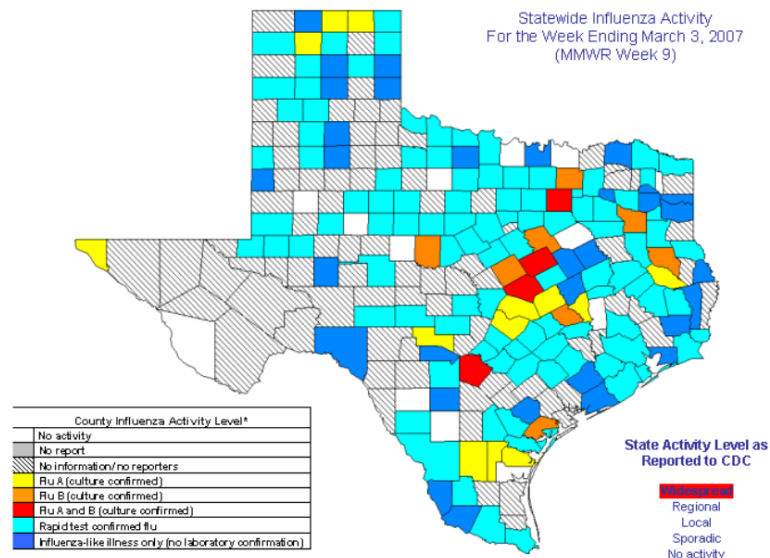 Statewide Influenza Activity
For the Week Ending March 3, 2007
(MMWR Week 9)
County Influenza Activity Level*
No activity
No report
No information/no reporters
Flu A (culture confirmed)
Flu B (culture confirmed)
Flu A and B (culture confirmed)
Rapid test confirmed flu
Influenza-like illness only (no laboratory confirmation)
State Activity Level as
Reported to CDC
Widespread
Regional
Local
Sporadic
No activity